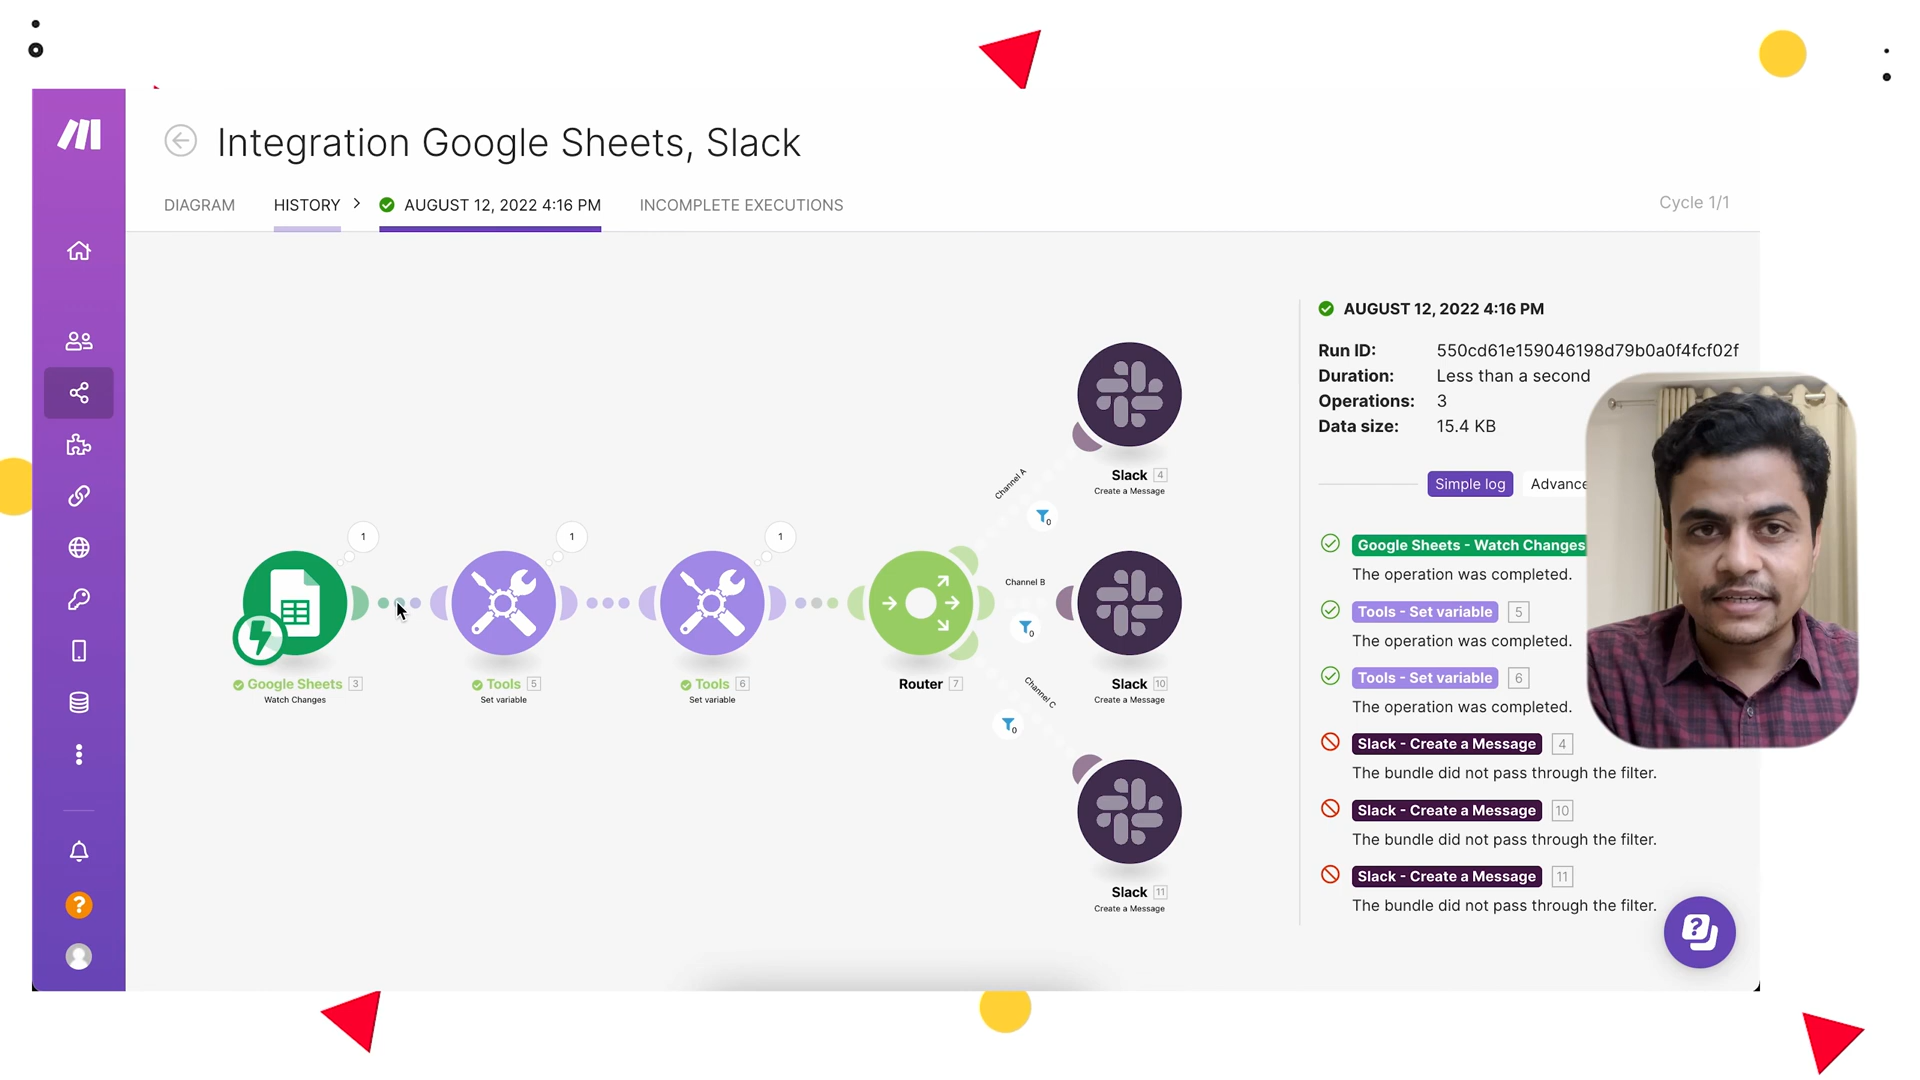 Integration Google Sheets, Slack
DIAGRAM
HISTORY
AUGUST 12, 2022 4:16 PM
INCOMPLETE EXECUTIONS
Cycle 1/1
1
Google Sheets 3
Watch Changes
1
Tools 5
Set variable
1
Tools 6
Set variable
Router 7
Channel A
0
Channel B
0
Channel C
0
Slack 4
Create a Message
Slack 10
Create a Message
Slack 11
Create a Message
AUGUST 12, 2022 4:16 PM
Run ID: 550cd61e159046198d79b0a0f4fcf02f
Duration: Less than a second
Operations: 3
Data size: 15.4 KB
Simple log
Advance
Google Sheets - Watch Changes
The operation was completed.
Tools - Set variable 5
The operation was completed.
Tools - Set variable 6
The operation was completed.
Slack - Create a Message 4
The bundle did not pass through the filter.
Slack - Create a Message 10
The bundle did not pass through the filter.
Slack - Create a Message 11
The bundle did not pass through the filter.
?
?